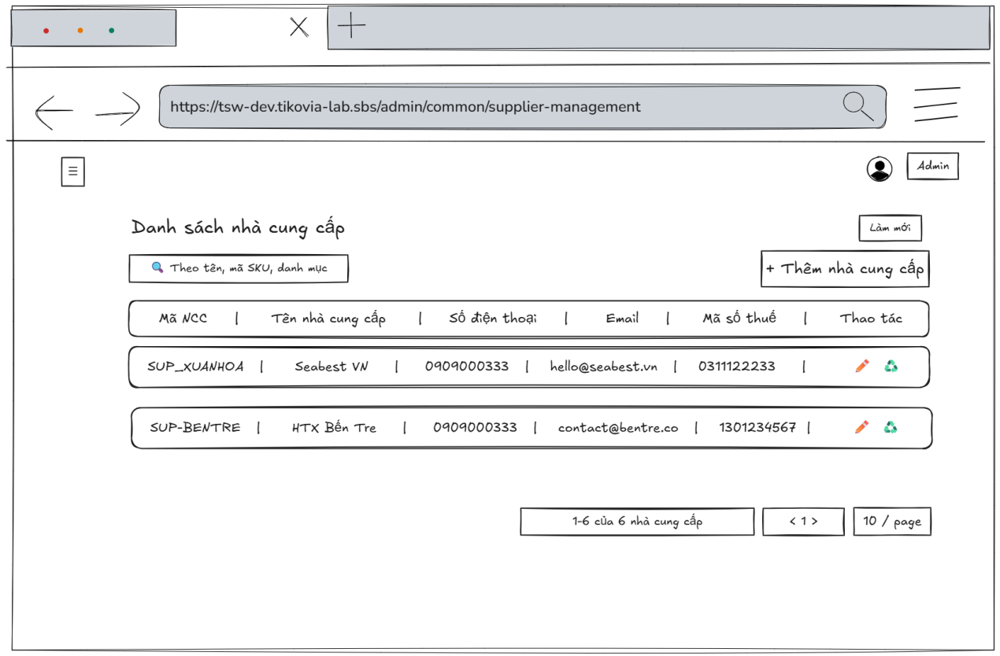 https://tsw-dev.tikovia-lab.sbs/admin/common/supplier-management
Admin
Danh sách nhà cung cấp
Làm mới
🔍 Theo tên, mã SKU, danh mục
+ Thêm nhà cung cấp
Mã NCC | Tên nhà cung cấp | Số điện thoại | Email | Mã số thuế | Thao tác
SUP_XUANHOA | Seabest VN | 0909000333 | hello@seabest.vn | 0311122233 |
SUP-BENTRE | HTX Bến Tre | 0909000333 | contact@bentre.co | 1301234567 |
1-6 của 6 nhà cung cấp < 1 > 10 / page